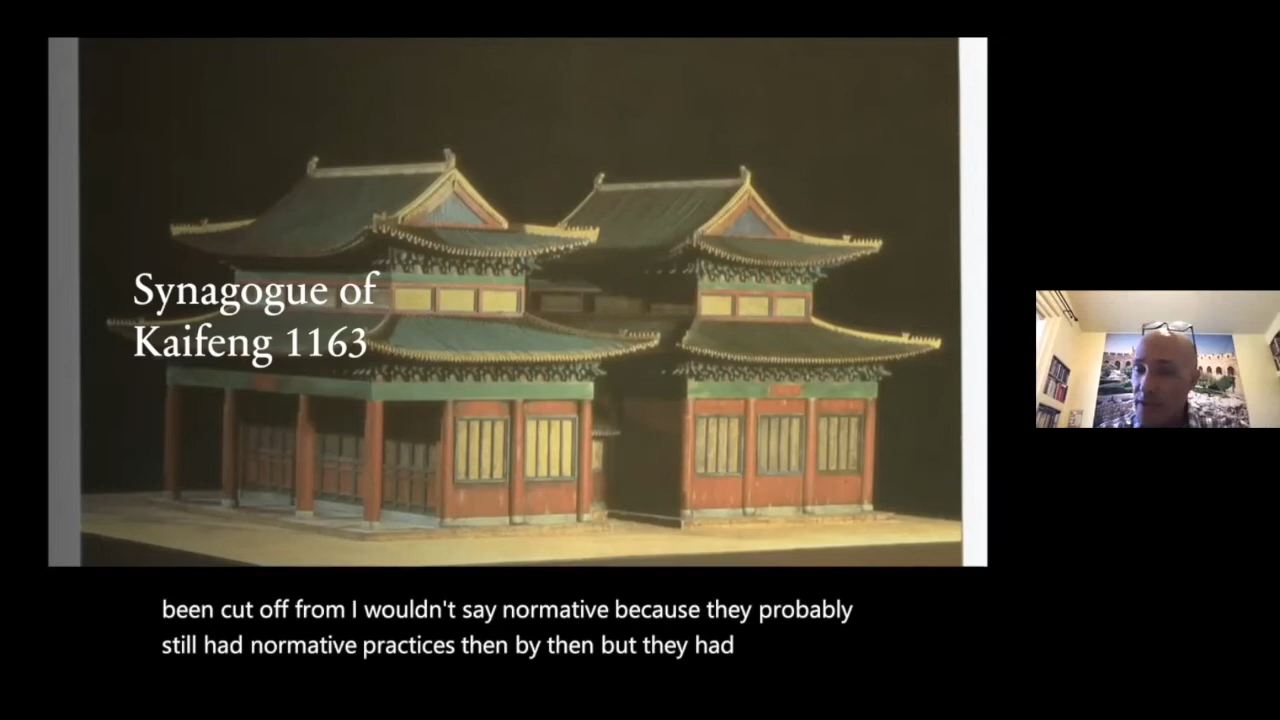 Synagogue of
Kaifeng 1163
been cut off from I wouldn't say normative because they probably
still had normative practices then by then but they had